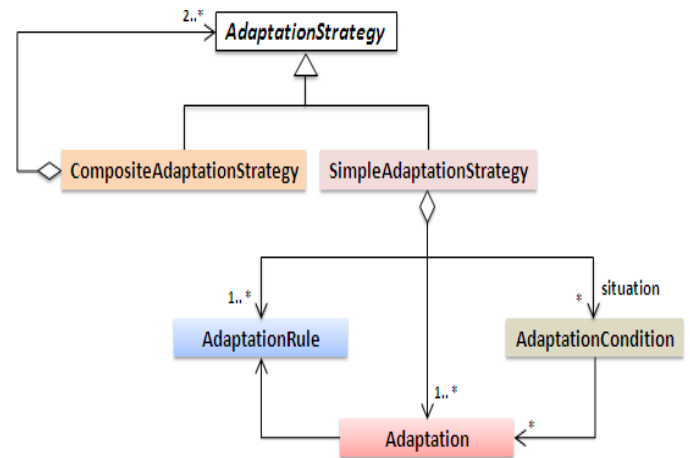 2..*
AdaptationStrategy
CompositeAdaptationStrategy
SimpleAdaptationStrategy
situation
1.. *
*
AdaptationRule
AdaptationCondition
1.. *
*
Adaptation